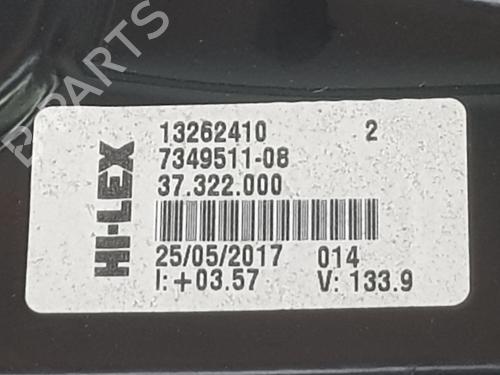 B-PARTS
HI-LEX
13262410 2
7349511-08
37.322.000
25/05/2017 014
I:+03.57 V: 133.9